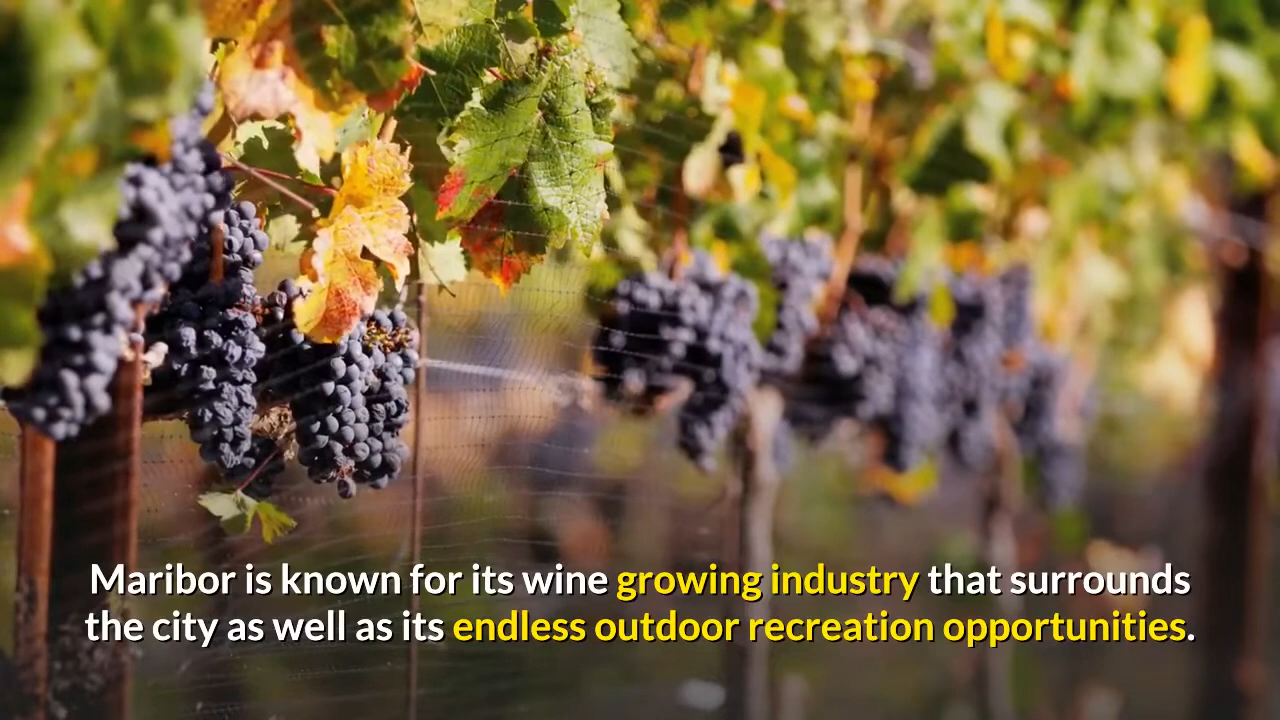 Maribor is known for its wine growing industry that surrounds
the city as well as its endless outdoor recreation opportunities.